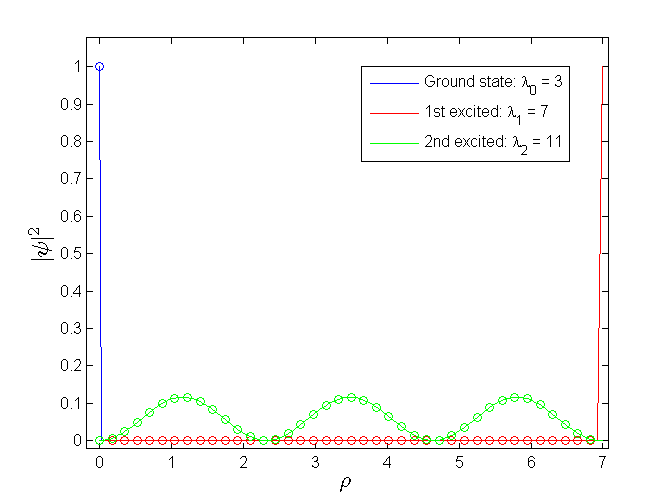 1
0.9
0.8
0.7
0.6
0.5
0.4
0.3
0.2
0.1
0
|ψ|²
Ground state: λ₀ = 3
1st excited: λ₁ = 7
2nd excited: λ₂ = 11
0 1 2 3 4 5 6 7
ρ